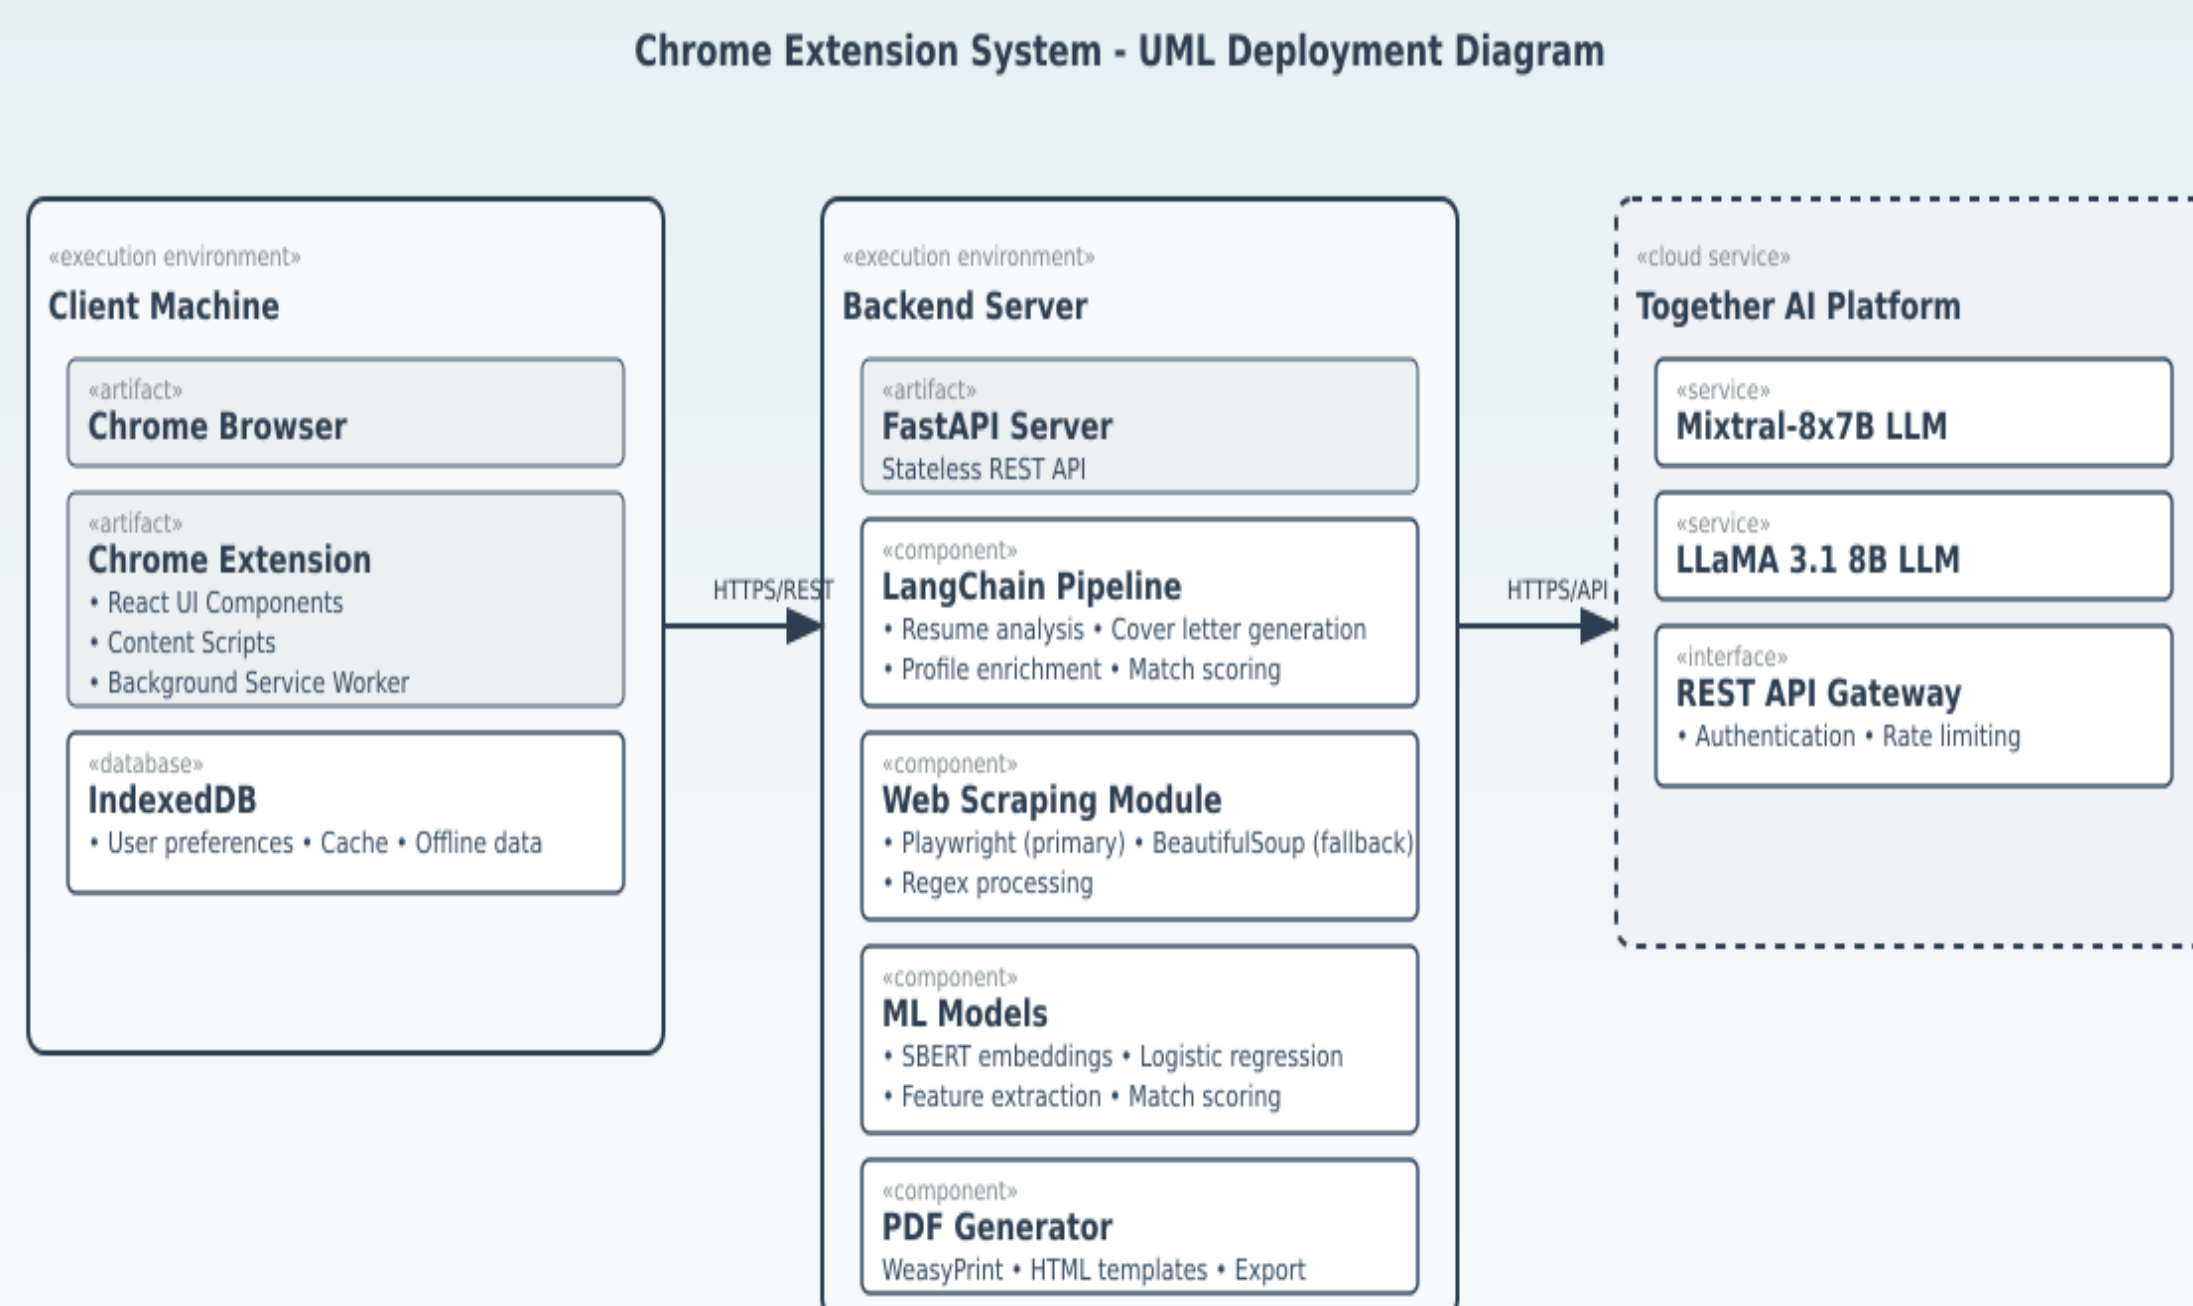 Chrome Extension System - UML Deployment Diagram
«execution environment»
Client Machine
«artifact»
Chrome Browser
«artifact»
Chrome Extension
• React UI Components
• Content Scripts
• Background Service Worker
«database»
IndexedDB
• User preferences • Cache • Offline data
HTTPS/REST
«execution environment»
Backend Server
«artifact»
FastAPI Server
Stateless REST API
«component»
LangChain Pipeline
• Resume analysis • Cover letter generation
• Profile enrichment • Match scoring
«component»
Web Scraping Module
• Playwright (primary) • BeautifulSoup (fallback)
• Regex processing
«component»
ML Models
• SBERT embeddings • Logistic regression
• Feature extraction • Match scoring
«component»
PDF Generator
WeasyPrint • HTML templates • Export
HTTPS/API
«cloud service»
Together AI Platform
«service»
Mixtral-8x7B LLM
«service»
LLaMA 3.1 8B LLM
«interface»
REST API Gateway
• Authentication • Rate limiting